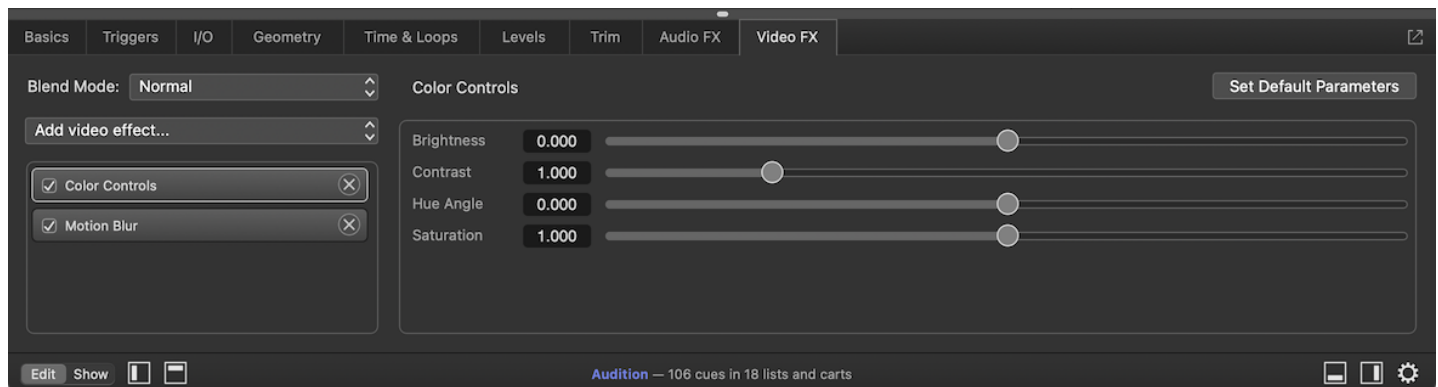 Basics Triggers I/O Geometry Time & Loops Levels Trim Audio FX Video FX
Blend Mode: Normal
Color Controls
Set Default Parameters
Add video effect...
Color Controls
Motion Blur
Brightness 0.000
Contrast 1.000
Hue Angle 0.000
Saturation 1.000
Edit Show
Audition — 106 cues in 18 lists and carts